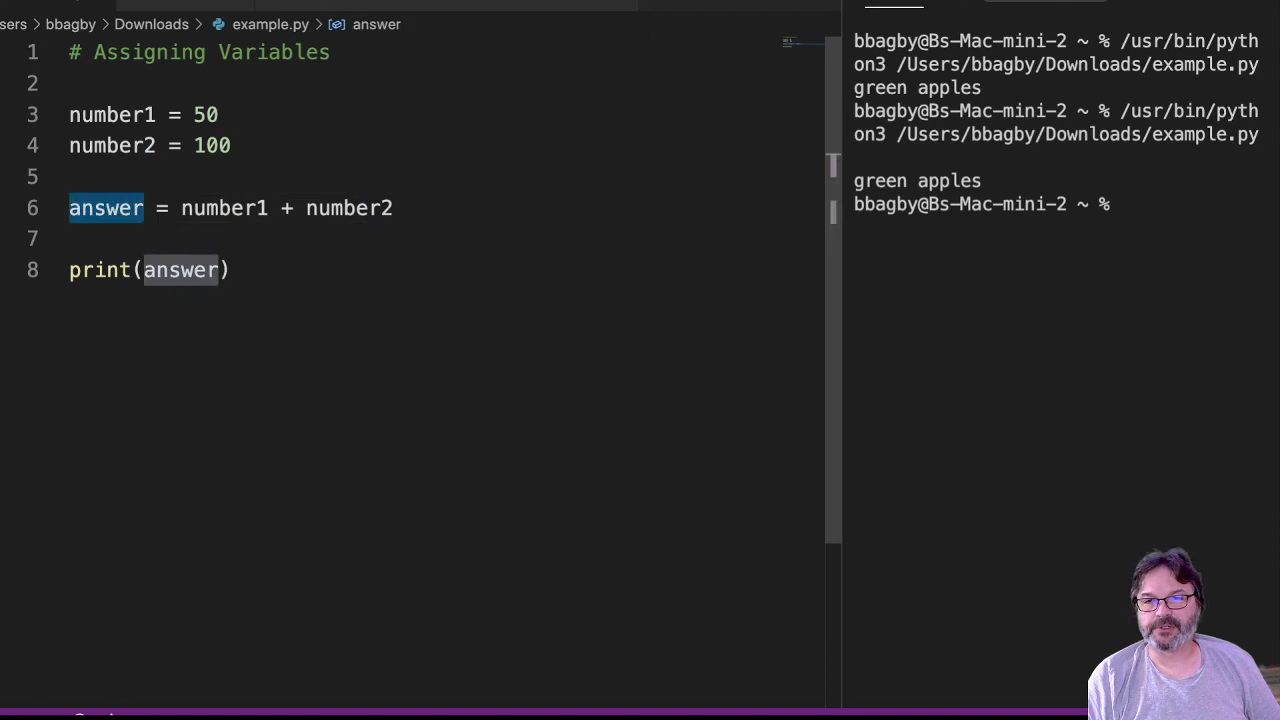 sers > bbagby > Downloads > example.py > answer
1 # Assigning Variables
2
3 number1 = 50
4 number2 = 100
5
6 answer = number1 + number2
7
8 print(answer)
bbagby@Bs-Mac-mini-2 ~ % /usr/bin/pyth
on3 /Users/bbagby/Downloads/example.py
green apples
bbagby@Bs-Mac-mini-2 ~ % /usr/bin/pyth
on3 /Users/bbagby/Downloads/example.py
green apples
bbagby@Bs-Mac-mini-2 ~ %